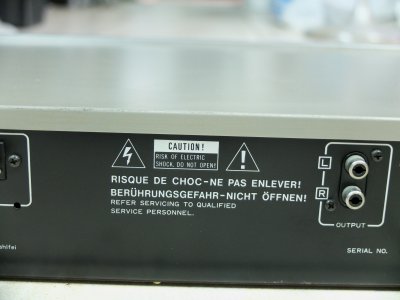 CAUTION!
RISK OF ELECTRIC
SHOCK, DO NOT OPEN!
RISQUE DE CHOC-NE PAS ENLEVER!
BERÜHRUNGSGEFAHR-NICHT ÖFFNEN!
REFER SERVICING TO QUALIFIED
SERVICE PERSONNEL.
L
R
OUTPUT
SERIAL NO.